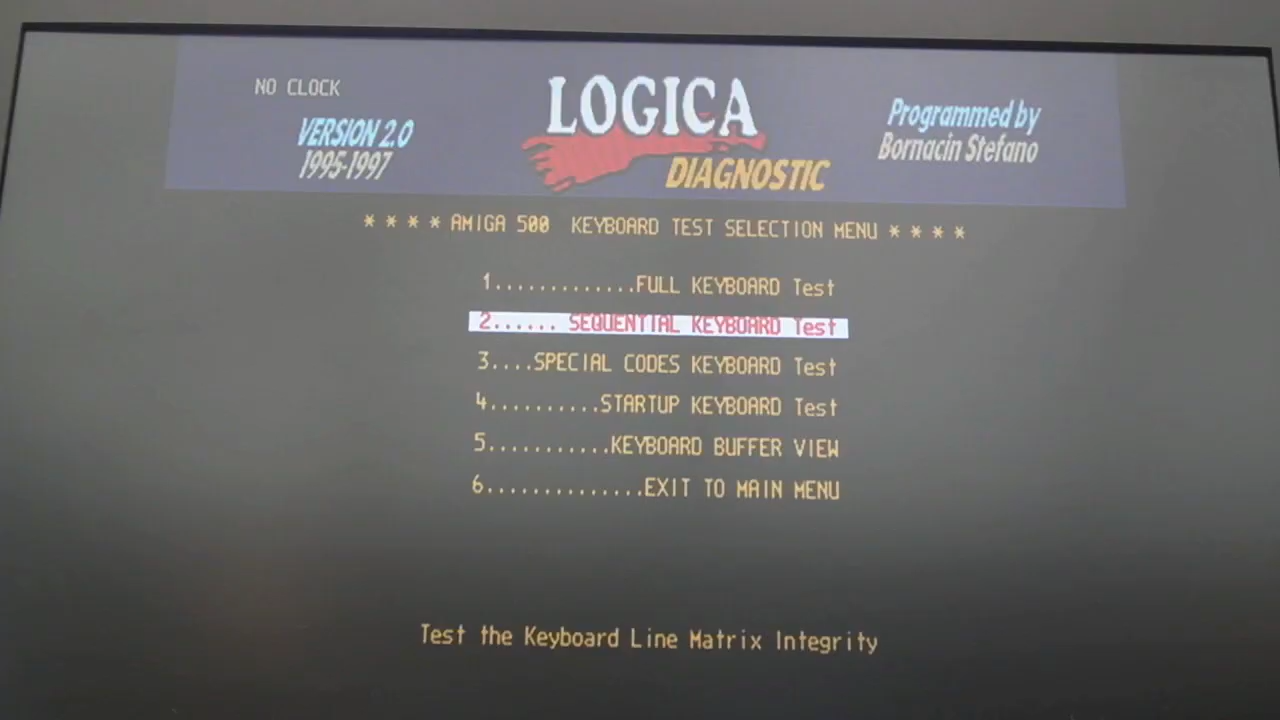 NO CLOCK
VERSION 2.0
1995-1997
LOGICA
DIAGNOSTIC
Programmed by
Bornacin Stefano
* * * * AMIGA 500  KEYBOARD TEST SELECTION MENU * * * *
1.............FULL KEYBOARD Test
2...... SEQUENTIAL KEYBOARD Test
3....SPECIAL CODES KEYBOARD Test
4..........STARTUP KEYBOARD Test
5...........KEYBOARD BUFFER VIEW
6..............EXIT TO MAIN MENU
Test the Keyboard Line Matrix Integrity